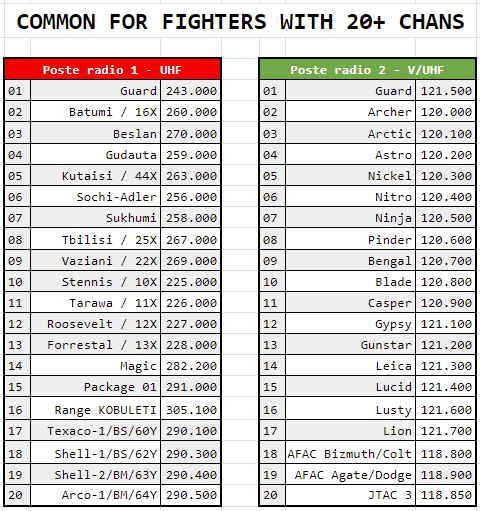 COMMON FOR FIGHTERS WITH 20+ CHANS
Poste radio 1 - UHF
01 Guard 243.000
02 Batumi / 16X 260.000
03 Beslan 270.000
04 Gudauta 259.000
05 Kutaisi / 44X 263.000
06 Sochi-Adler 256.000
07 Sukhumi 258.000
08 Tbilisi / 25X 267.000
09 Vaziani / 22X 269.000
10 Stennis / 10X 225.000
11 Tarawa / 11X 226.000
12 Roosevelt / 12X 227.000
13 Forrestal / 13X 228.000
14 Magic 282.200
15 Package 01 291.000
16 Range KOBULETI 305.100
17 Texaco-1/BS/60Y 290.100
18 Shell-1/BS/62Y 290.300
19 Shell-2/BM/63Y 290.400
20 Arco-1/BM/64Y 290.500
Poste radio 2 - V/UHF
01 Guard 121.500
02 Archer 120.000
03 Arctic 120.100
04 Astro 120.200
05 Nickel 120.300
06 Nitro 120.400
07 Ninja 120.500
08 Pinder 120.600
09 Bengal 120.700
10 Blade 120.800
11 Casper 120.900
12 Gypsy 121.100
13 Gunstar 121.200
14 Leica 121.300
15 Lucid 121.400
16 Lusty 121.600
17 Lion 121.700
18 AFAC Bizmuth/Colt 118.800
19 AFAC Agate/Dodge 118.900
20 JTAC 3 118.850